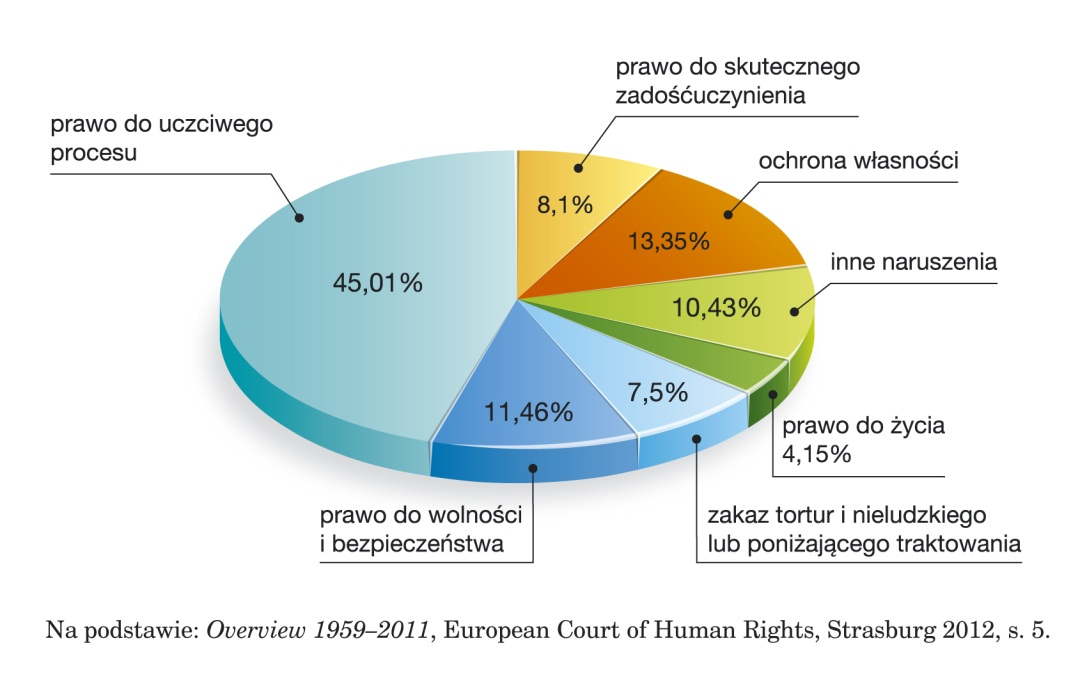 prawo do skutecznego
zadośćuczynienia
prawo do uczciwego
procesu
ochrona własności
8,1%
13,35%
inne naruszenia
45,01%
10,43%
7,5%
11,46%
prawo do życia
4,15%
prawo do wolności
i bezpieczeństwa
zakaz tortur i nieludzkiego
lub poniżającego traktowania
Na podstawie: Overview 1959–2011, European Court of Human Rights, Strasburg 2012, s. 5.